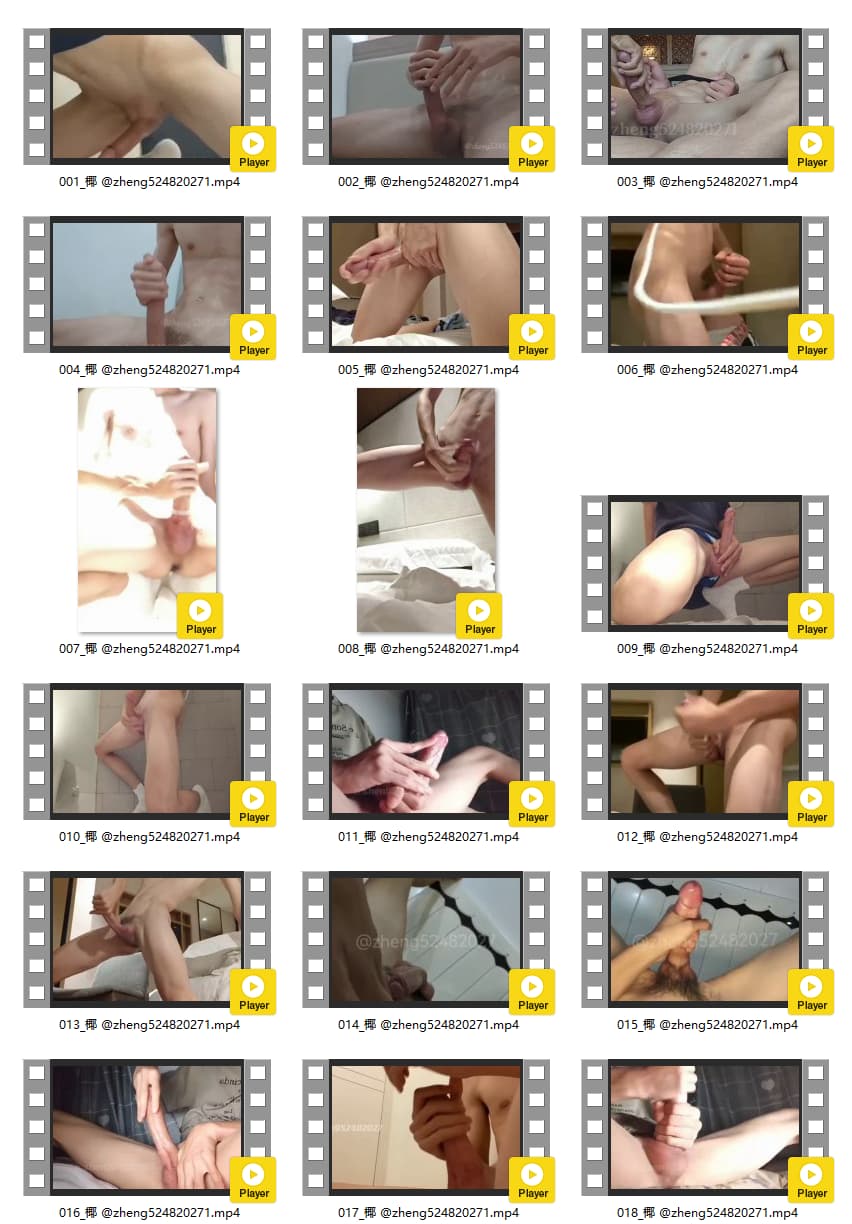 Player
001_椰 @zheng524820271.mp4
Player
002_椰 @zheng524820271.mp4
zheng524820271
Player
003_椰 @zheng524820271.mp4
Player
004_椰 @zheng524820271.mp4
Player
005_椰 @zheng524820271.mp4
Player
006_椰 @zheng524820271.mp4
Player
007_椰 @zheng524820271.mp4
Player
008_椰 @zheng524820271.mp4
Player
009_椰 @zheng524820271.mp4
Player
010_椰 @zheng524820271.mp4
Player
011_椰 @zheng524820271.mp4
Player
012_椰 @zheng524820271.mp4
Player
013_椰 @zheng524820271.mp4
@zheng52482027
Player
014_椰 @zheng524820271.mp4
Player
015_椰 @zheng524820271.mp4
Player
016_椰 @zheng524820271.mp4
Player
017_椰 @zheng524820271.mp4
Player
018_椰 @zheng524820271.mp4